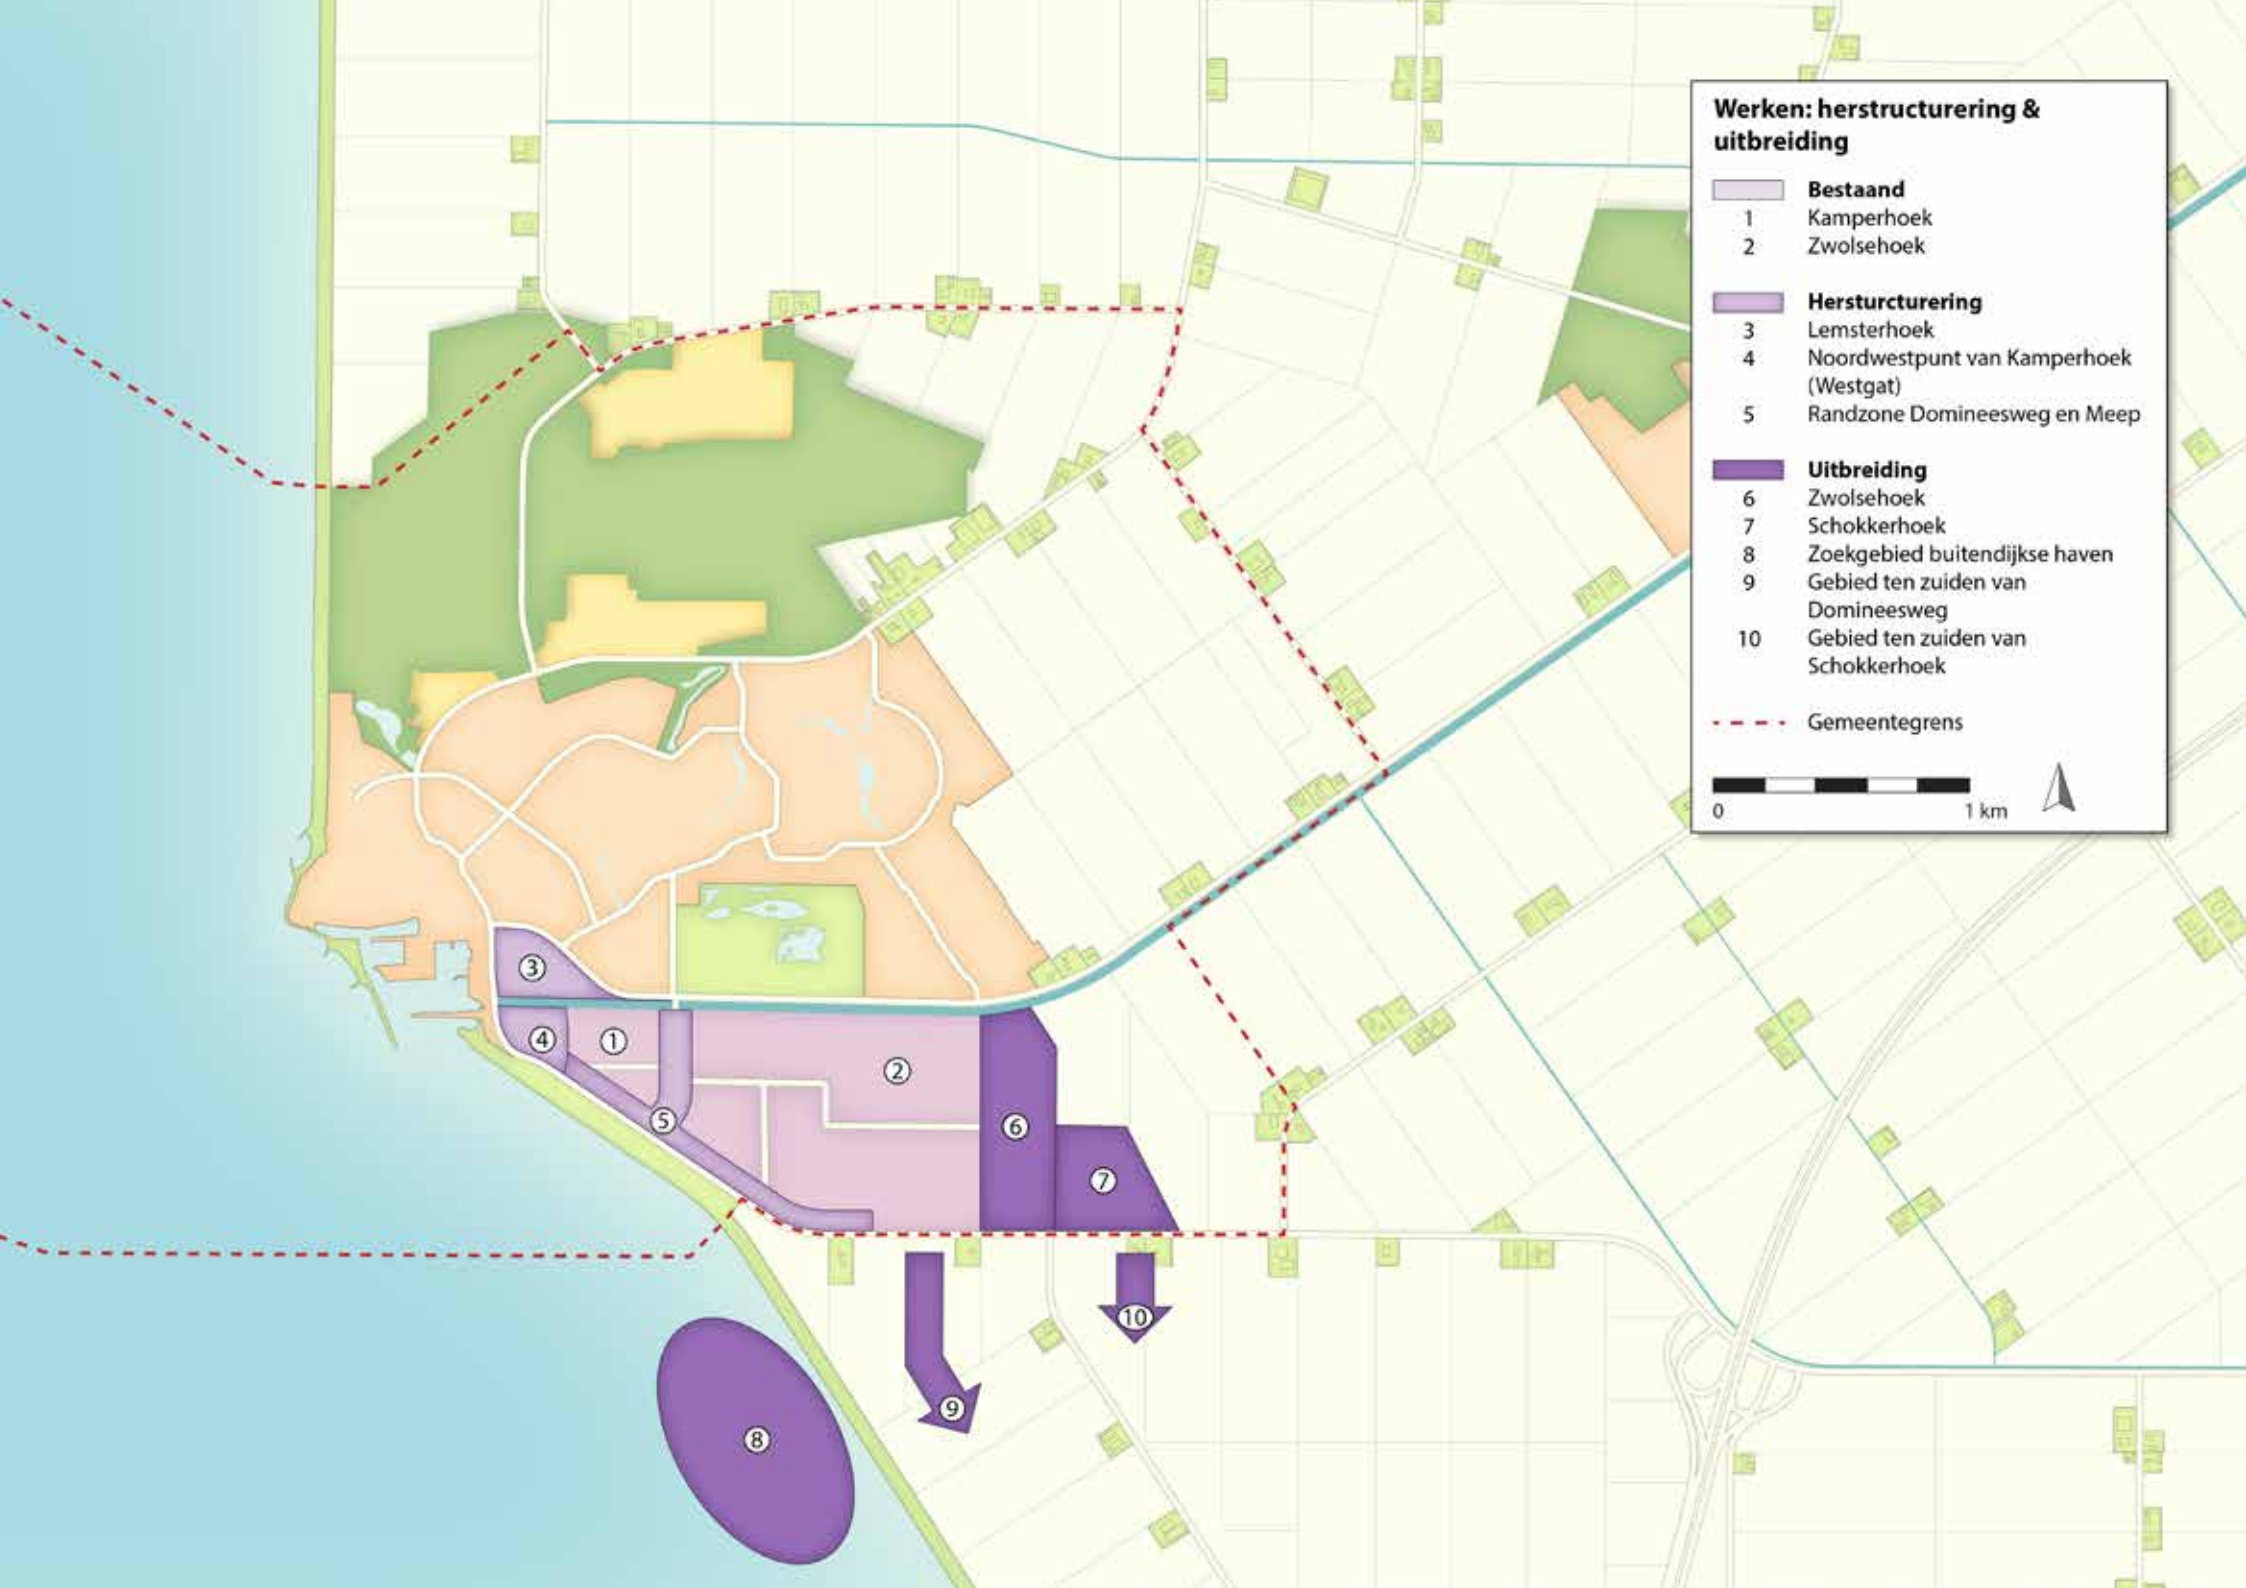 Werken: herstructurering &
uitbreiding
Bestaand
1 Kamperhoek
2 Zwolsehoek
Hersturcturering
3 Lemsterhoek
4 Noordwestpunt van Kamperhoek
(Westgat)
5 Randzone Domineesweg en Meep
Uitbreiding
6 Zwolsehoek
7 Schokkerhoek
8 Zoekgebied buitendijkse haven
9 Gebied ten zuiden van
Domineesweg
10 Gebied ten zuiden van
Schokkerhoek
Gemeentegrens
0 1 km
3
4
1
2
5
6
7
10
9
8